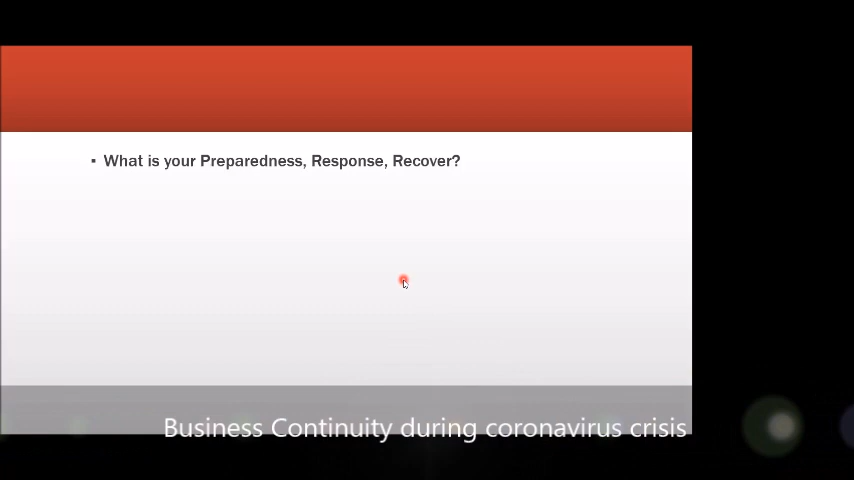 ▪ What is your Preparedness, Response, Recover?
Business Continuity during coronavirus crisis